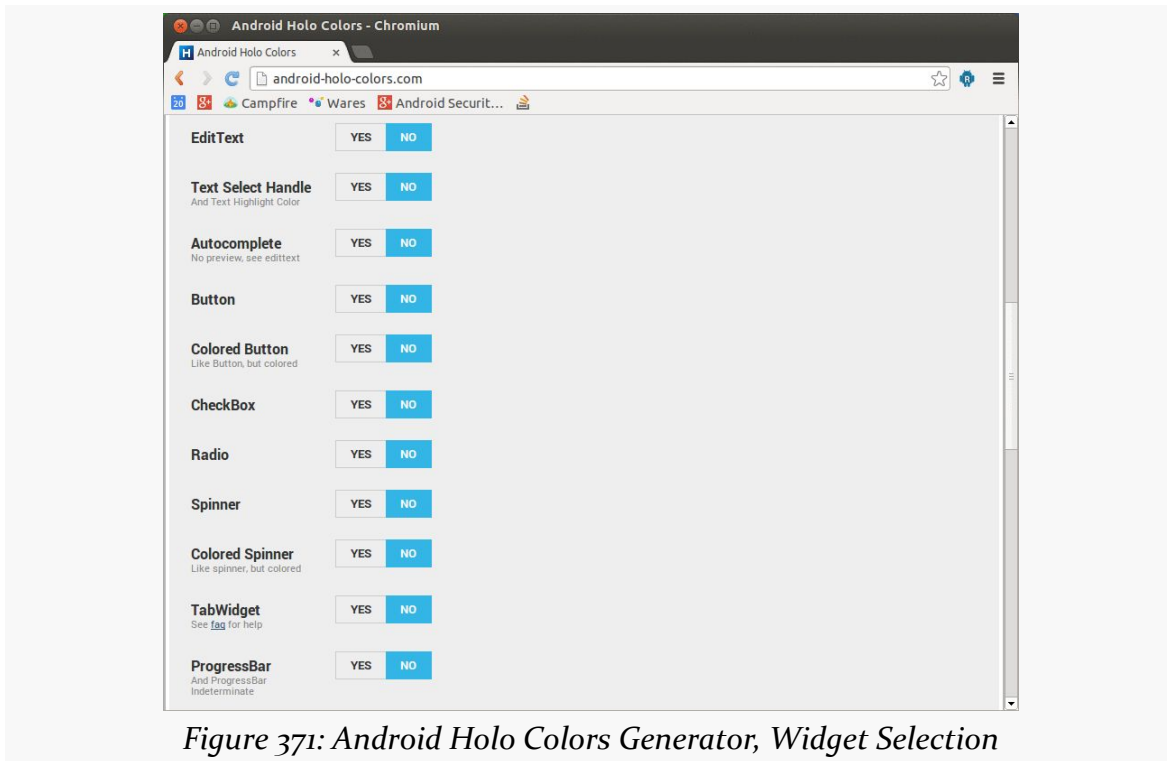 Android Holo Colors Generator - Chromium
Android Holo Colors
android-holo-colors.com
20 Campfire Wares Android Securit...
EditText YES NO
Text Select Handle YES NO
And Text Highlight Color
Autocomplete YES NO
No preview, see edittext
Button YES NO
Colored Button YES NO
Like Button, but colored
CheckBox YES NO
Radio YES NO
Spinner YES NO
Colored Spinner YES NO
Like spinner, but colored
TabWidget YES NO
See faq for help
ProgressBar YES NO
And ProgressBar
Indeterminate
Figure 371: Android Holo Colors Generator, Widget Selection